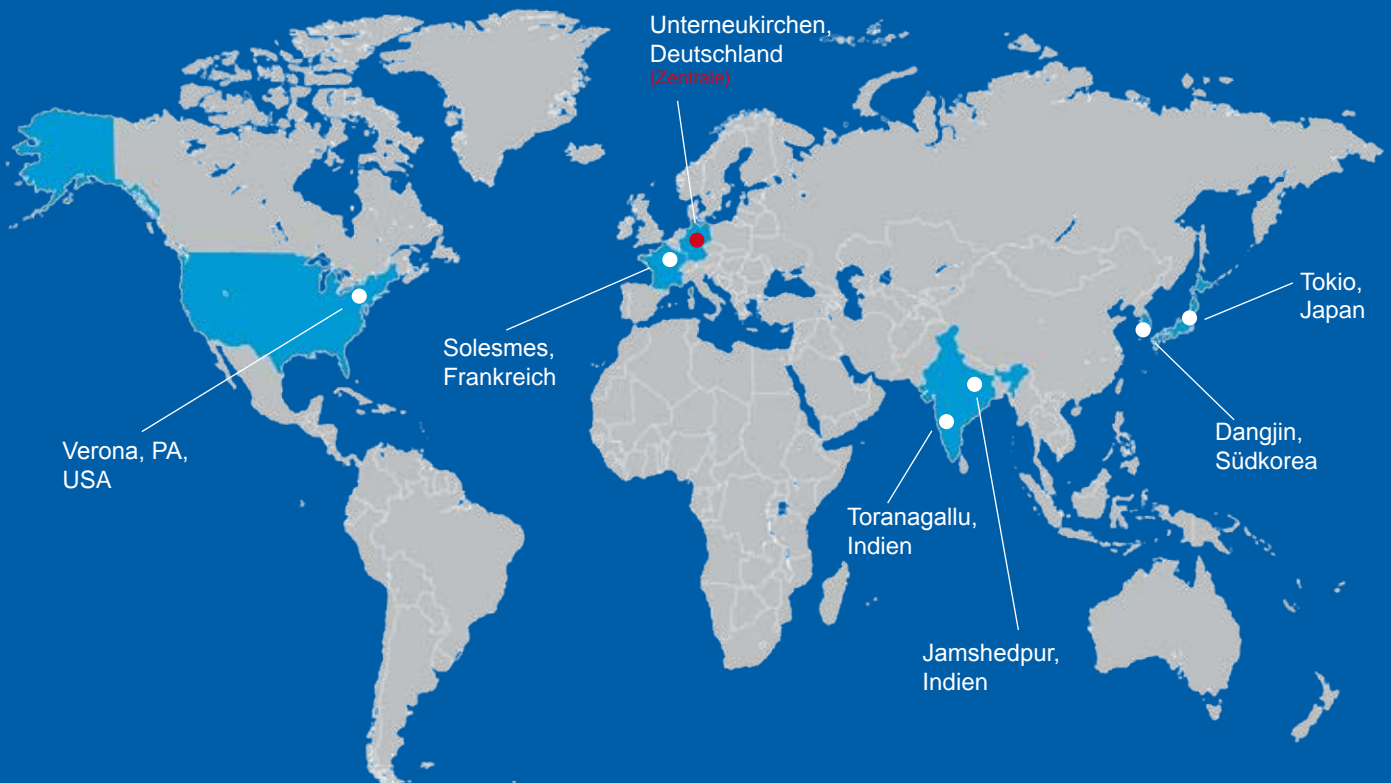 Unterneukirchen,
Deutschland
(Zentrale)
Tokio,
Japan
Solesmes,
Frankreich
Verona, PA,
USA
Dangjin,
Südkorea
Toranagallu,
Indien
Jamshedpur,
Indien